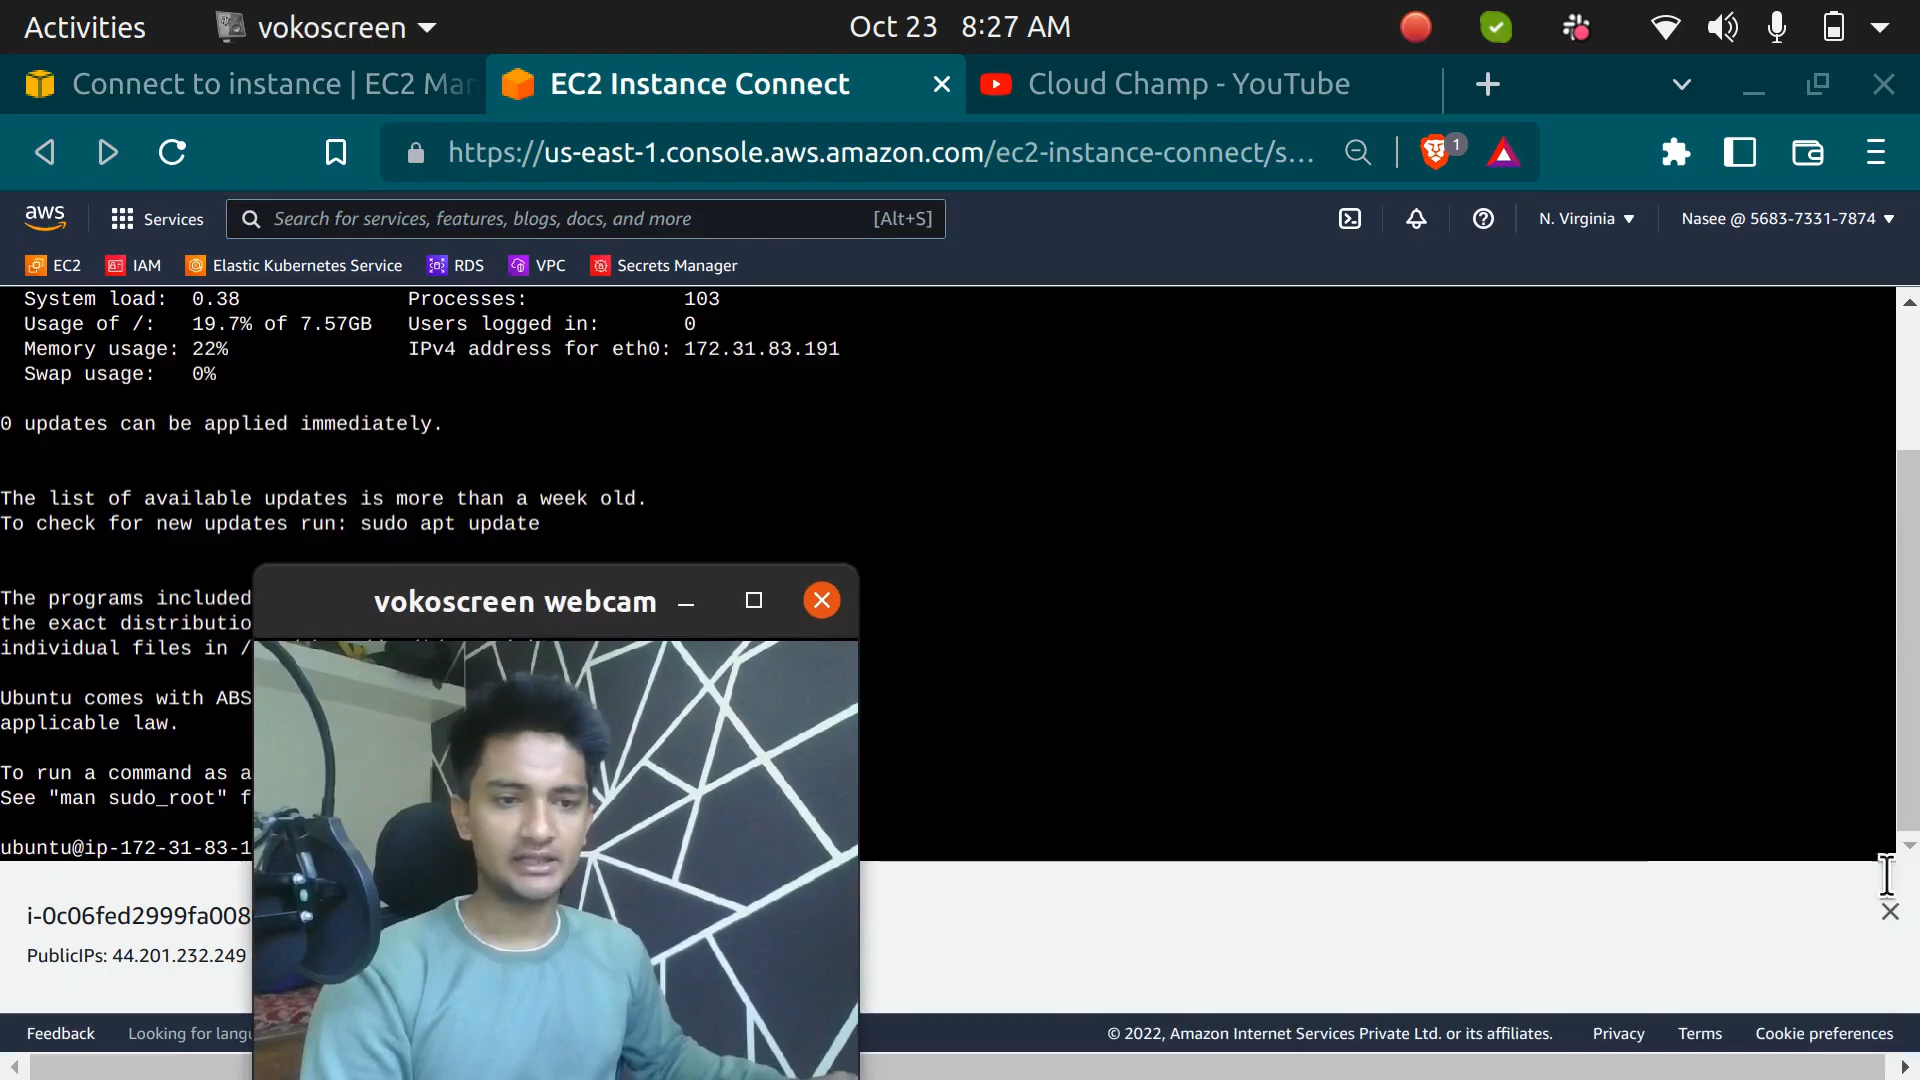 Activities
vokoscreen
Oct 23 8:27 AM
Connect to instance | EC2 Mar
EC2 Instance Connect
Cloud Champ - YouTube
https://us-east-1.console.aws.amazon.com/ec2-instance-connect/s...
1
aws
Services
Search for services, features, blogs, docs, and more
[Alt+S]
N. Virginia
Nasee @ 5683-7331-7874
EC2
IAM
Elastic Kubernetes Service
RDS
VPC
Secrets Manager
System load: 0.38 Processes: 103
Usage of /: 19.7% of 7.57GB Users logged in: 0
Memory usage: 22% IPv4 address for eth0: 172.31.83.191
Swap usage: 0%
0 updates can be applied immediately.
The list of available updates is more than a week old.
To check for new updates run: sudo apt update
The programs included
the exact distributio
individual files in /
Ubuntu comes with ABS
applicable law.
To run a command as a
See "man sudo_root" f
ubuntu@ip-172-31-83-1
vokoscreen webcam
i-0c06fed2999fa008
PublicIPs: 44.201.232.249
Feedback
Looking for langu
© 2022, Amazon Internet Services Private Ltd. or its affiliates.
Privacy
Terms
Cookie preferences